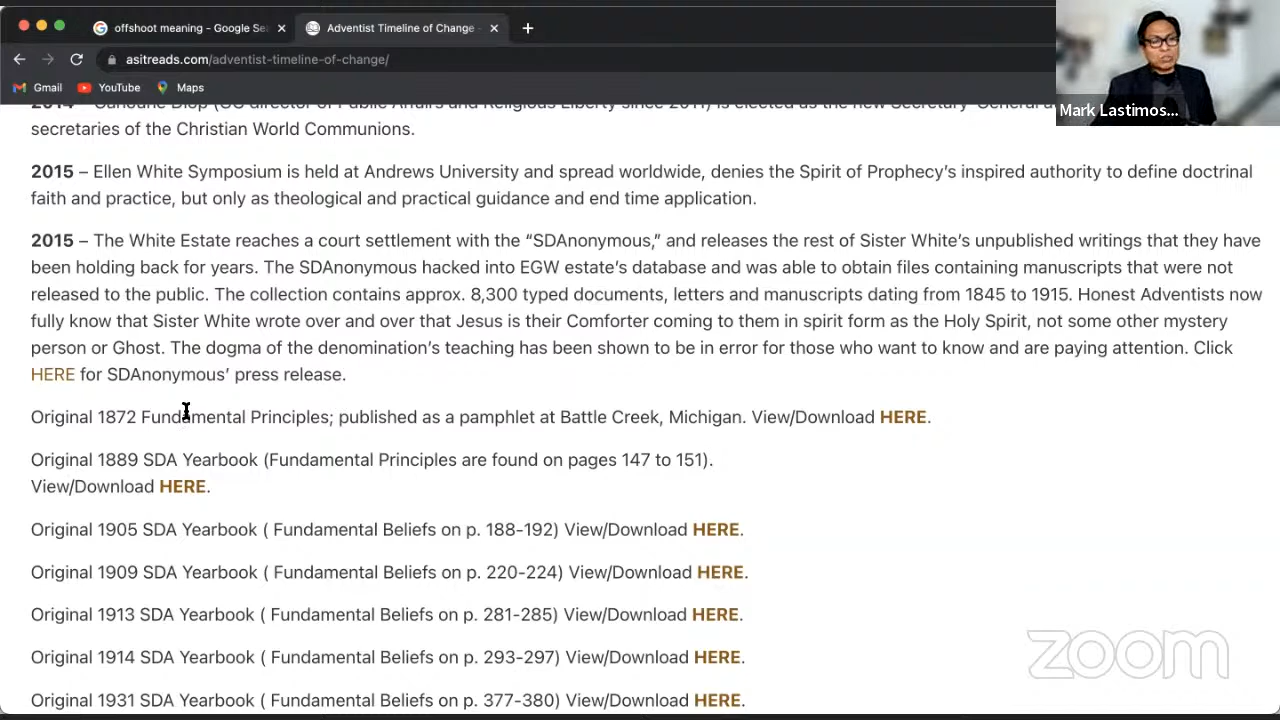 offshoot meaning - Google Se
Adventist Timeline of Change -
asitreads.com/adventist-timeline-of-change/
Gmail YouTube Maps
Mark Lastimos...
2014 – Ganoune Diop (GC director of Public Affairs and Religious Liberty since 2011) is elected as the new Secretary-General
secretaries of the Christian World Communions.
2015 – Ellen White Symposium is held at Andrews University and spread worldwide, denies the Spirit of Prophecy’s inspired authority to define doctrinal
faith and practice, but only as theological and practical guidance and end time application.
2015 – The White Estate reaches a court settlement with the “SDAnonymous,” and releases the rest of Sister White’s unpublished writings that they have
been holding back for years. The SDAnonymous hacked into EGW estate’s database and was able to obtain files containing manuscripts that were not
released to the public. The collection contains approx. 8,300 typed documents, letters and manuscripts dating from 1845 to 1915. Honest Adventists now
fully know that Sister White wrote over and over that Jesus is their Comforter coming to them in spirit form as the Holy Spirit, not some other mystery
person or Ghost. The dogma of the denomination’s teaching has been shown to be in error for those who want to know and are paying attention. Click
HERE for SDAnonymous’ press release.
Original 1872 Fundamental Principles; published as a pamphlet at Battle Creek, Michigan. View/Download HERE.
Original 1889 SDA Yearbook (Fundamental Principles are found on pages 147 to 151).
View/Download HERE.
Original 1905 SDA Yearbook ( Fundamental Beliefs on p. 188-192) View/Download HERE.
Original 1909 SDA Yearbook ( Fundamental Beliefs on p. 220-224) View/Download HERE.
Original 1913 SDA Yearbook ( Fundamental Beliefs on p. 281-285) View/Download HERE.
Original 1914 SDA Yearbook ( Fundamental Beliefs on p. 293-297) View/Download HERE.
Original 1931 SDA Yearbook ( Fundamental Beliefs on p. 377-380) View/Download HERE.
zoom